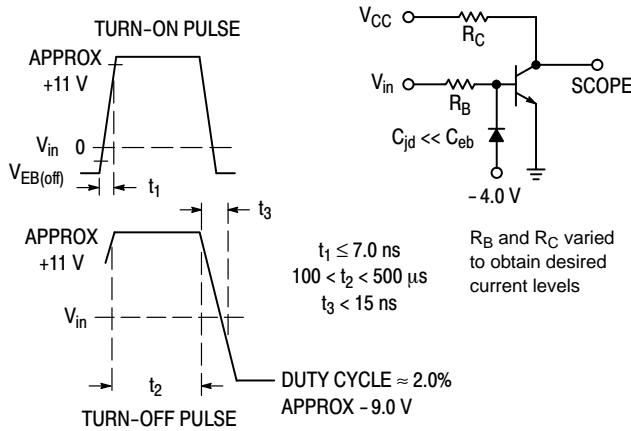 TURN–ON PULSE
APPROX
+11 V
V_in 0
V_EB(off)
t_1
t_3
APPROX
+11 V
V_in
t_2
TURN–OFF PULSE
t_1 ≤ 7.0 ns
100 < t_2 < 500 μs
t_3 < 15 ns
DUTY CYCLE ≈ 2.0%
APPROX –9.0 V
V_CC
R_C
V_in
R_B
SCOPE
C_jd << C_eb
–4.0 V
R_B and R_C varied
to obtain desired
current levels